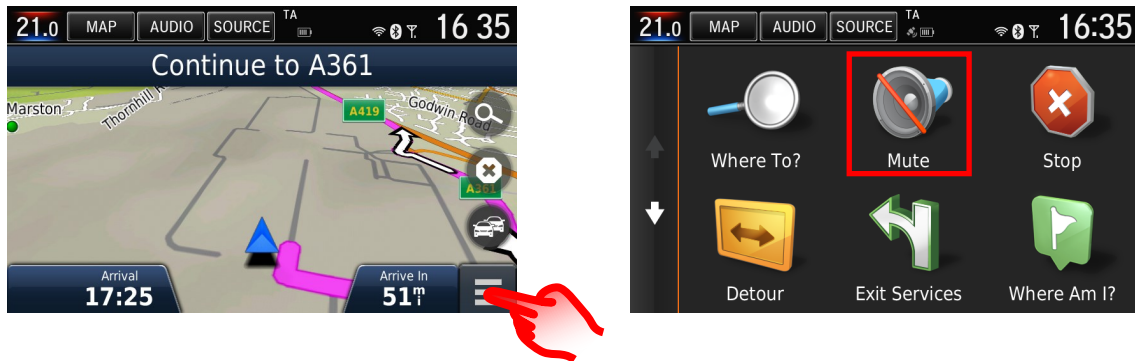 21.0 MAP AUDIO SOURCE TA 16 35
Continue to A361
Marston
Thornhill R
A419
Godwin Road
A361
Arrival
17:25
Arrive In
51 m i
21.0 MAP AUDIO SOURCE TA 16:35
Where To?
Mute
Stop
Detour
Exit Services
Where Am I?